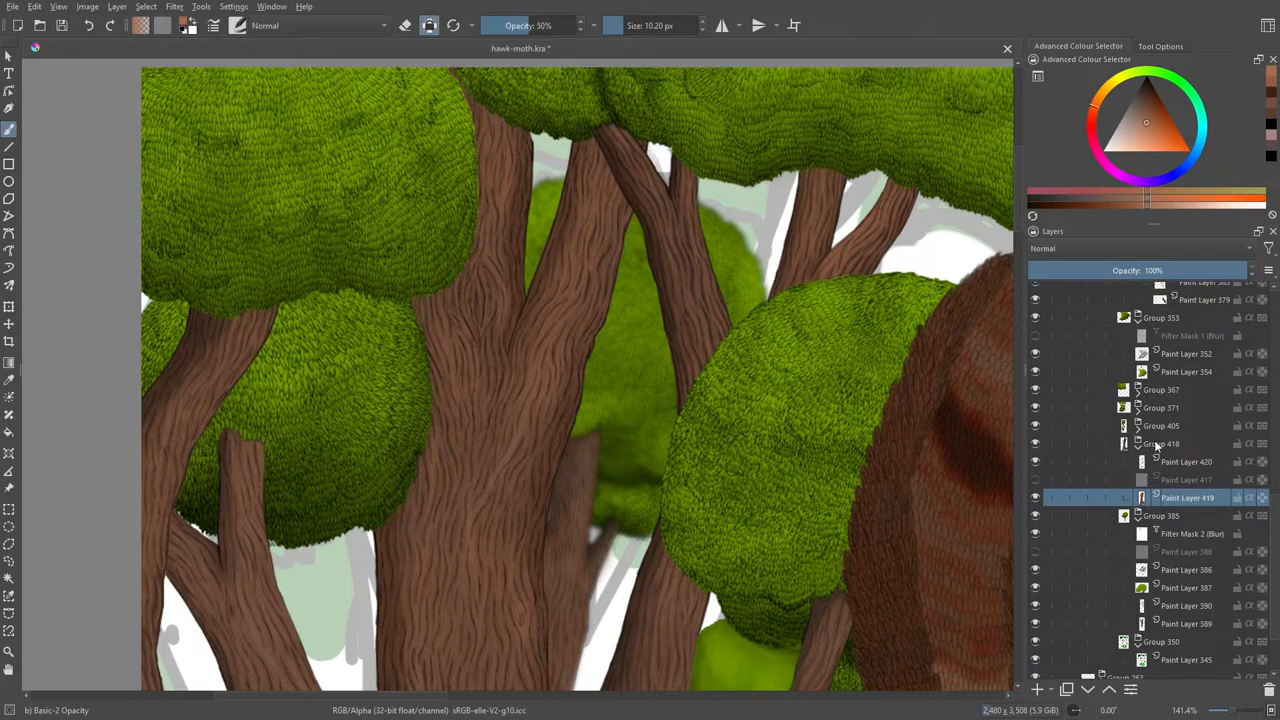 File Edit View Image Layer Select Filter Tools Settings Window Help
Normal Opacity: 50% Size: 10.20 px
hawk-moth.kra *
Advanced Colour Selector Tool Options
Advanced Colour Selector
Layers
Normal
Opacity: 100%
Paint Layer 379
Group 353
Filter Mask 1 (Blur)
Paint Layer 352
Paint Layer 354
Group 367
Group 371
Group 405
Group 418
Paint Layer 420
Paint Layer 417
Paint Layer 419
Group 385
Filter Mask 2 (Blur)
Paint Layer 388
Paint Layer 386
Paint Layer 387
Paint Layer 390
Paint Layer 389
Group 350
Paint Layer 345
b) Basic-2 Opacity RGB/Alpha (32-bit float/channel) sRGB-elle-V2-g10.icc 2,480 x 3,508 (5.9 GiB) 0.00° 141.4%